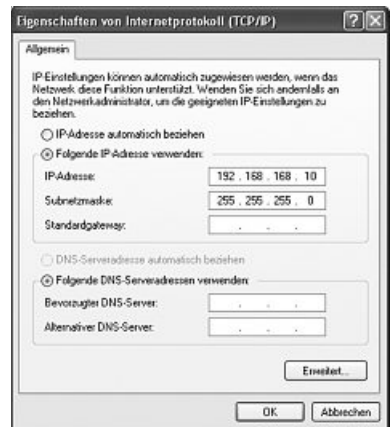 Eigenschaften von Internetprotokoll (TCP/IP)
Allgemein
IP-Einstellungen können automatisch zugewiesen werden, wenn das
Netzwerk diese Funktion unterstützt. Wenden Sie sich andernfalls an
den Netzwerkadministrator, um die geeigneten IP-Einstellungen zu
beziehen.
IP-Adresse automatisch beziehen
Folgende IP-Adresse verwenden:
IP-Adresse: 192 . 168 . 168 . 10
Subnetzmaske: 255 . 255 . 255 . 0
Standardgateway: . . .
DNS-Serveradresse automatisch beziehen
Folgende DNS-Serveradressen verwenden:
Bevorzugter DNS-Server: . . .
Alternativer DNS-Server: . . .
Erweitert...
OK Abbrechen